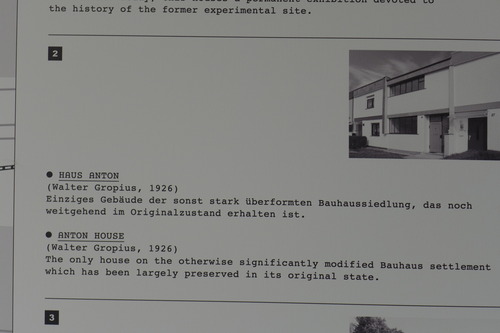 the history of the former experimental site.
2
HAUS ANTON
(Walter Gropius, 1926)
Einziges Gebäude der sonst stark überformten Bauhaussiedlung, das noch
weitgehend im Originalzustand erhalten ist.
ANTON HOUSE
(Walter Gropius, 1926)
The only house on the otherwise significantly modified Bauhaus settlement
which has been largely preserved in its original state.
3